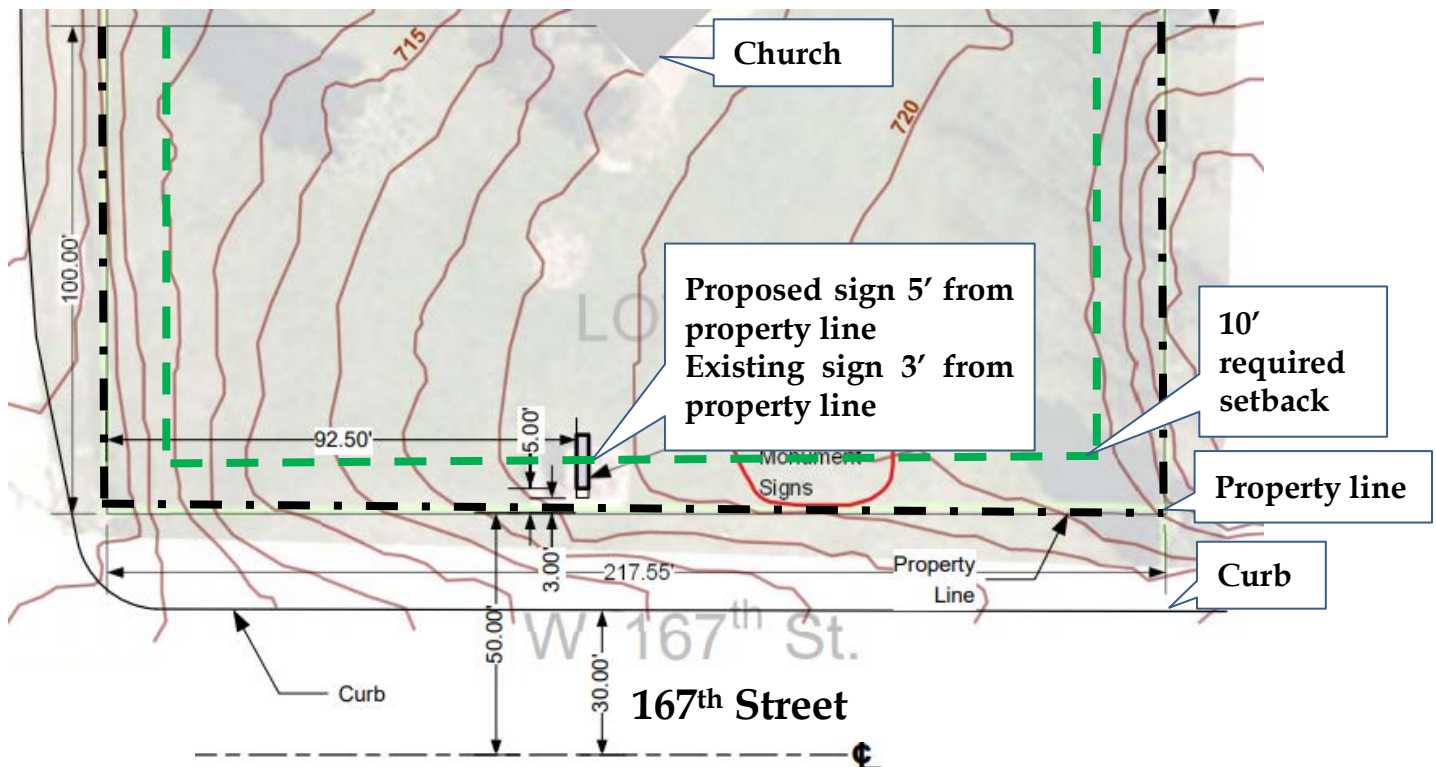 715
Church
720
100.00'
LO
Proposed sign 5’ from
property line
Existing sign 3’ from
property line
10’
required
setback
92.50'
5.00'
Monument
Signs
Property line
3.00'
217.55'
Property
Line
Curb
50.00'
W. 167th St.
30.00'
Curb
167th Street
℄